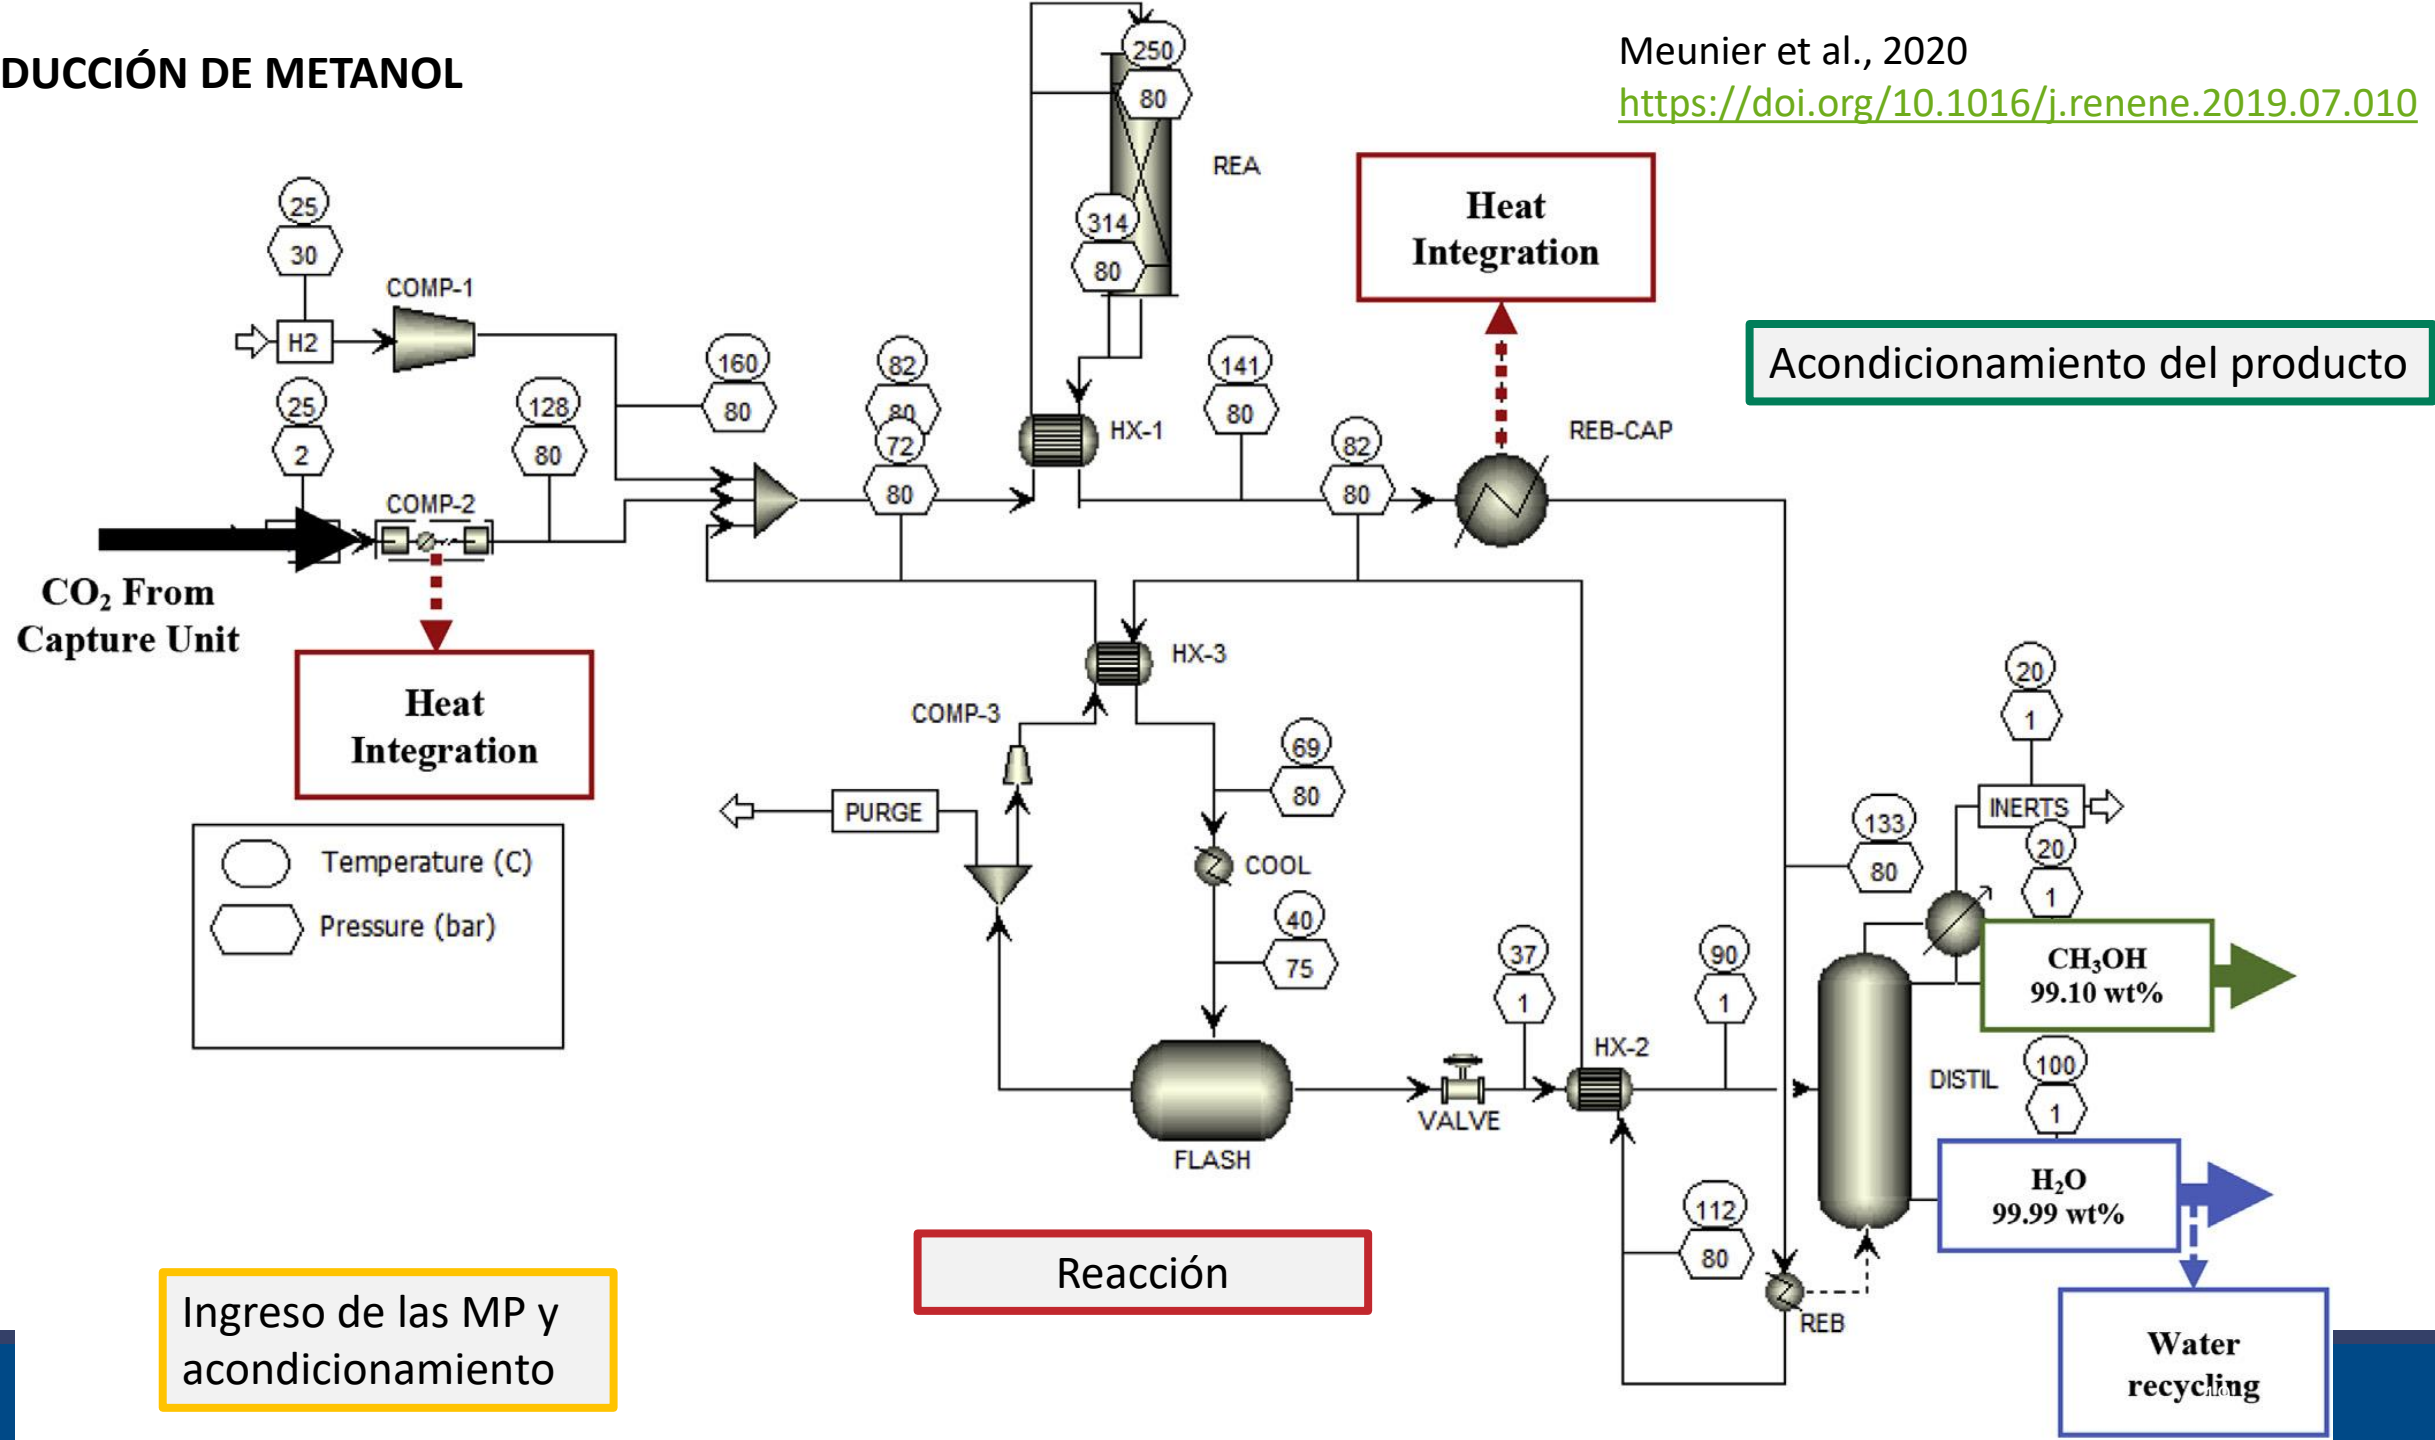 DUCCIÓN DE METANOL
Meunier et al., 2020
https://doi.org/10.1016/j.renene.2019.07.010
250
80
REA
314
80
Heat
Integration
25
30
COMP-1
H2
160
80
82
80
72
80
HX-1
141
80
82
80
REB-CAP
Acondicionamiento del producto
25
2
128
80
COMP-2
CO₂ From
Capture Unit
Heat
Integration
HX-3
COMP-3
69
80
PURGE
COOL
40
75
Temperature (C)
Pressure (bar)
20
1
INERTS
133
80
20
1
CH₃OH
99.10 wt%
37
1
90
1
HX-2
VALVE
FLASH
DISTIL
100
1
H₂O
99.99 wt%
112
80
REB
Water
recycling
Reacción
Ingreso de las MP y
acondicionamiento